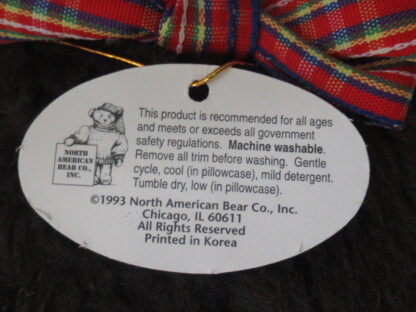 This product is recommended for all ages
and meets or exceeds all government
safety regulations. Machine washable.
Remove all trim before washing. Gentle
cycle, cool (in pillowcase), mild detergent.
Tumble dry, low (in pillowcase).
NORTH
AMERICAN
BEAR CO.,
INC.
©1993 North American Bear Co., Inc.
Chicago, IL 60611
All Rights Reserved
Printed in Korea